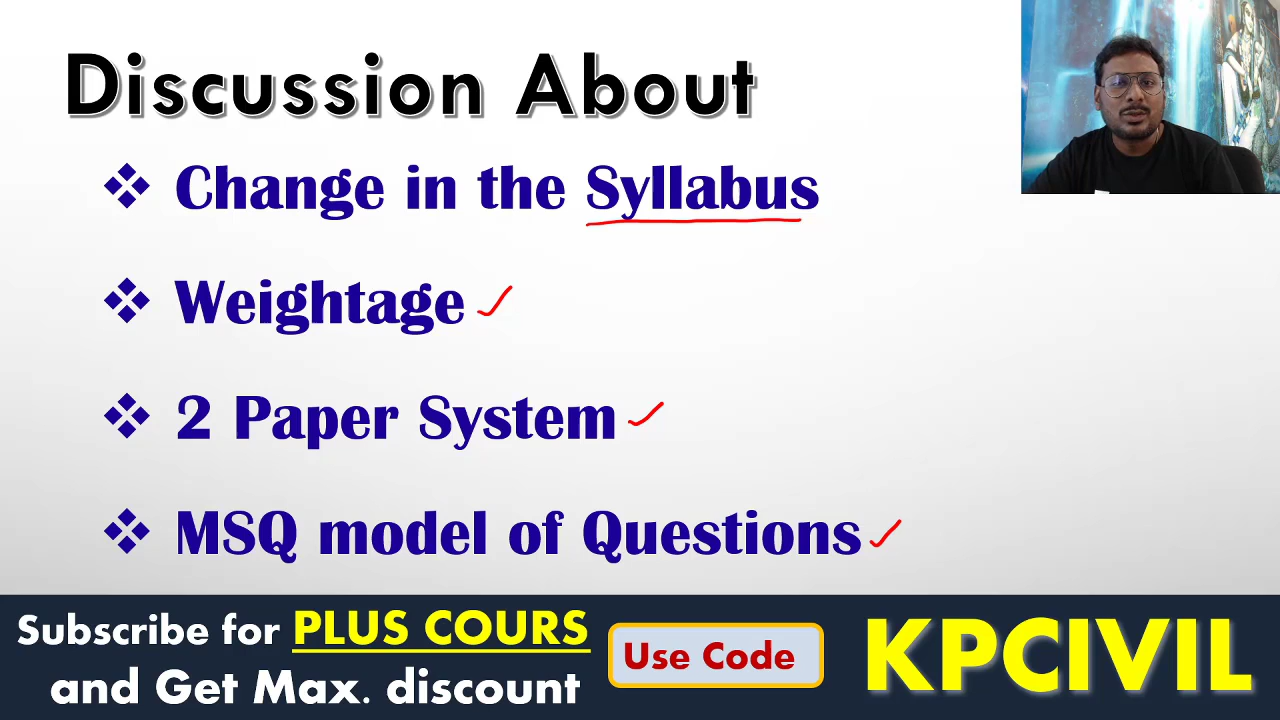 Discussion About
Change in the Syllabus
Weightage
2 Paper System
MSQ model of Questions
Subscribe for PLUS COURS
and Get Max. discount
Use Code
KPCIVIL